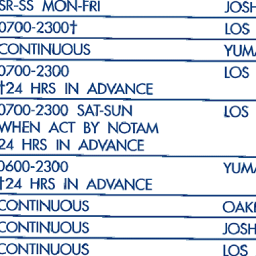 SR-SS MON-FRI JOSH
0700-2300† LOS
CONTINUOUS YUMA
0700-2300 LOS
†24 HRS IN ADVANCE
0700-2300 SAT-SUN LOS
WHEN ACT BY NOTAM
24 HRS IN ADVANCE
0600-2300 YUMA
†24 HRS IN ADVANCE
CONTINUOUS OAK
CONTINUOUS JOSH
CONTINUOUS LOS